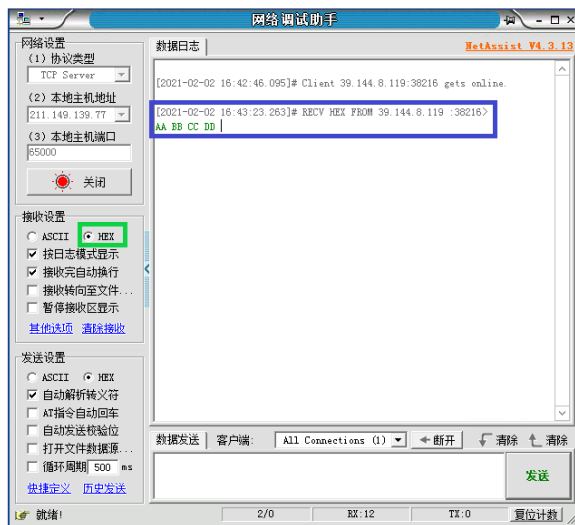 网络调试助手
网络设置
(1) 协议类型
TCP Server
(2) 本地主机地址
211.149.139.77
(3) 本地主机端口
65000
关闭
接收设置
ASCII HEX
按日志模式显示
接收完自动换行
接收转向至文件...
暂停接收区显示
其他选项 清除接收
发送设置
ASCII HEX
自动解析转义符
AT指令自动回车
自动发送校验位
打开文件数据源...
循环周期 500 ms
快捷定义 历史发送
数据日志
NetAssist V4.3.13
[2021-02-02 16:42:46.095]# Client 39.144.8.119:38216 gets online.
[2021-02-02 16:43:23.263]# RECV HEX FROM 39.144.8.119 :38216>
AA BB CC DD
数据发送 客户端: All Connections (1) 断开 清除 清除
发送
就绪! 2/0 RX:12 TX:0 复位计数